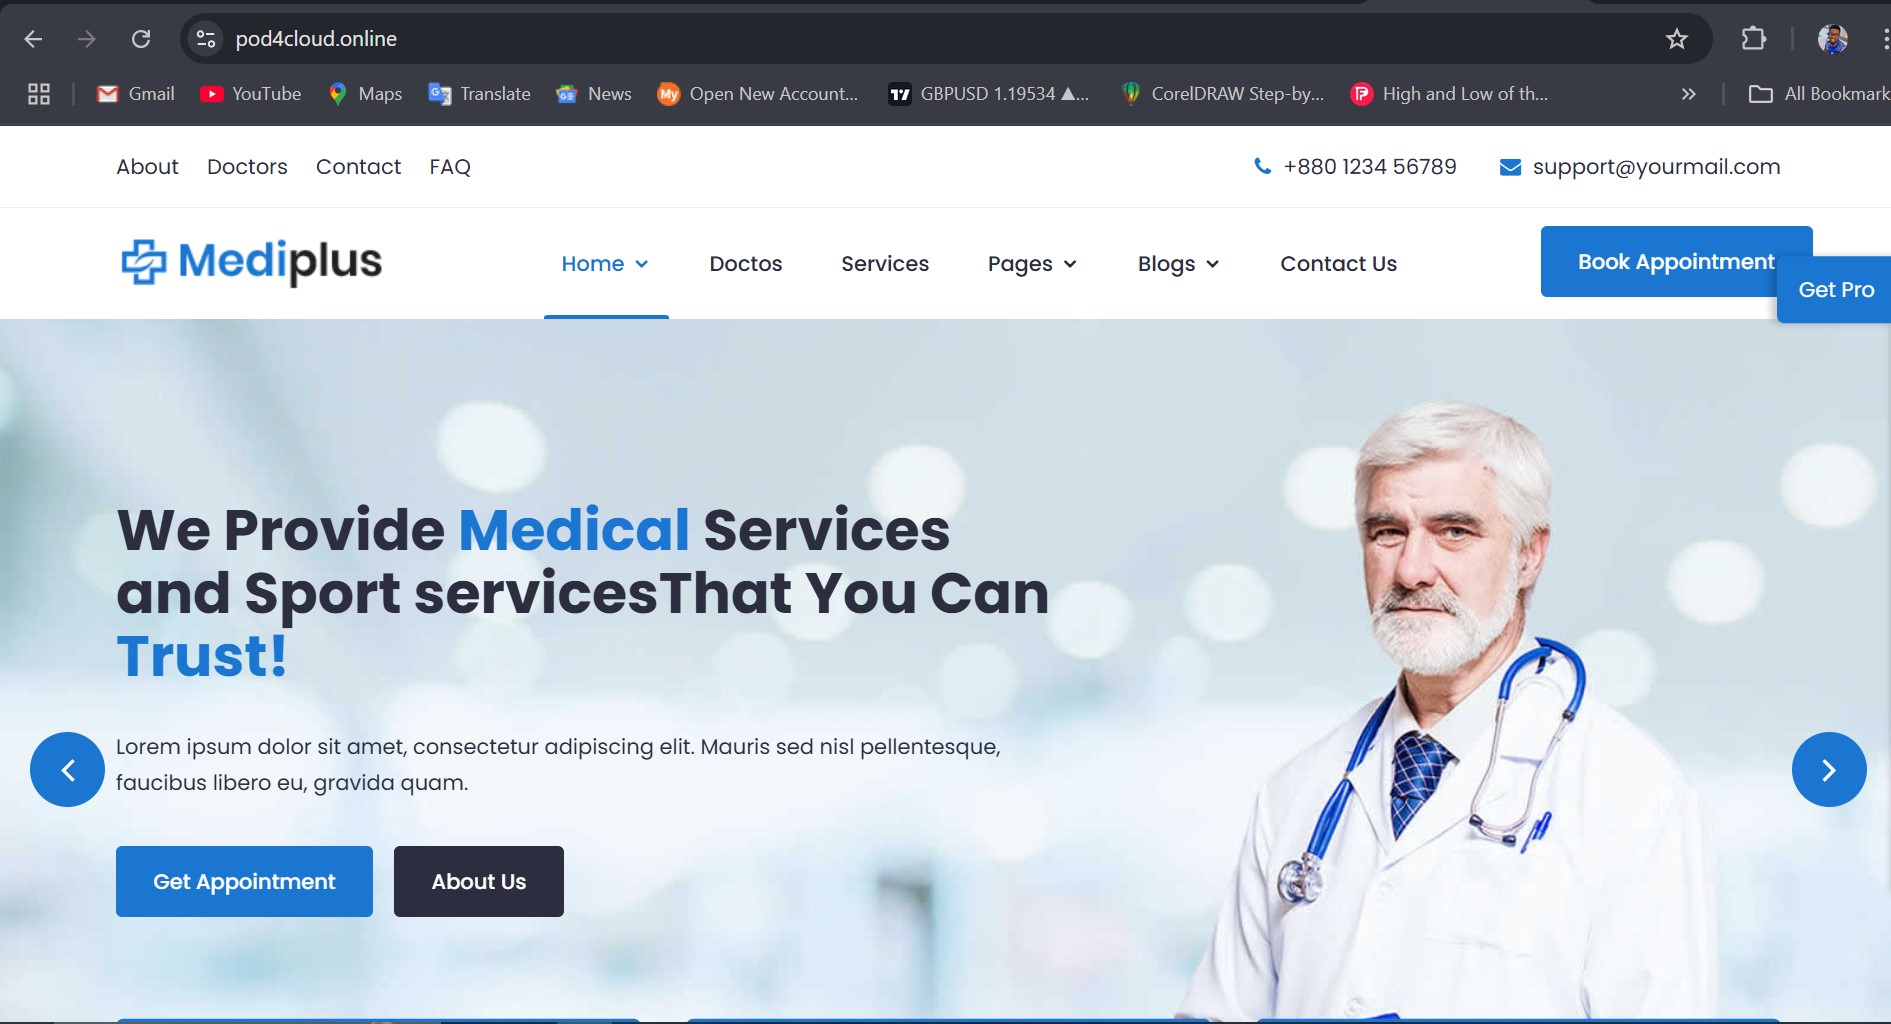 pod4cloud.online
Gmail
YouTube
Maps
Translate
News
My
Open New Account...
GBPUSD 1.19534 ▲...
CorelDRAW Step-by...
High and Low of th...
»
All Bookmark
About
Doctors
Contact
FAQ
+880 1234 56789
support@yourmail.com
Mediplus
Home
Doctos
Services
Pages
Blogs
Contact Us
Book Appointment
Get Pro
We Provide Medical Services
and Sport servicesThat You Can
Trust!
Lorem ipsum dolor sit amet, consectetur adipiscing elit. Mauris sed nisl pellentesque,
faucibus libero eu, gravida quam.
Get Appointment
About Us